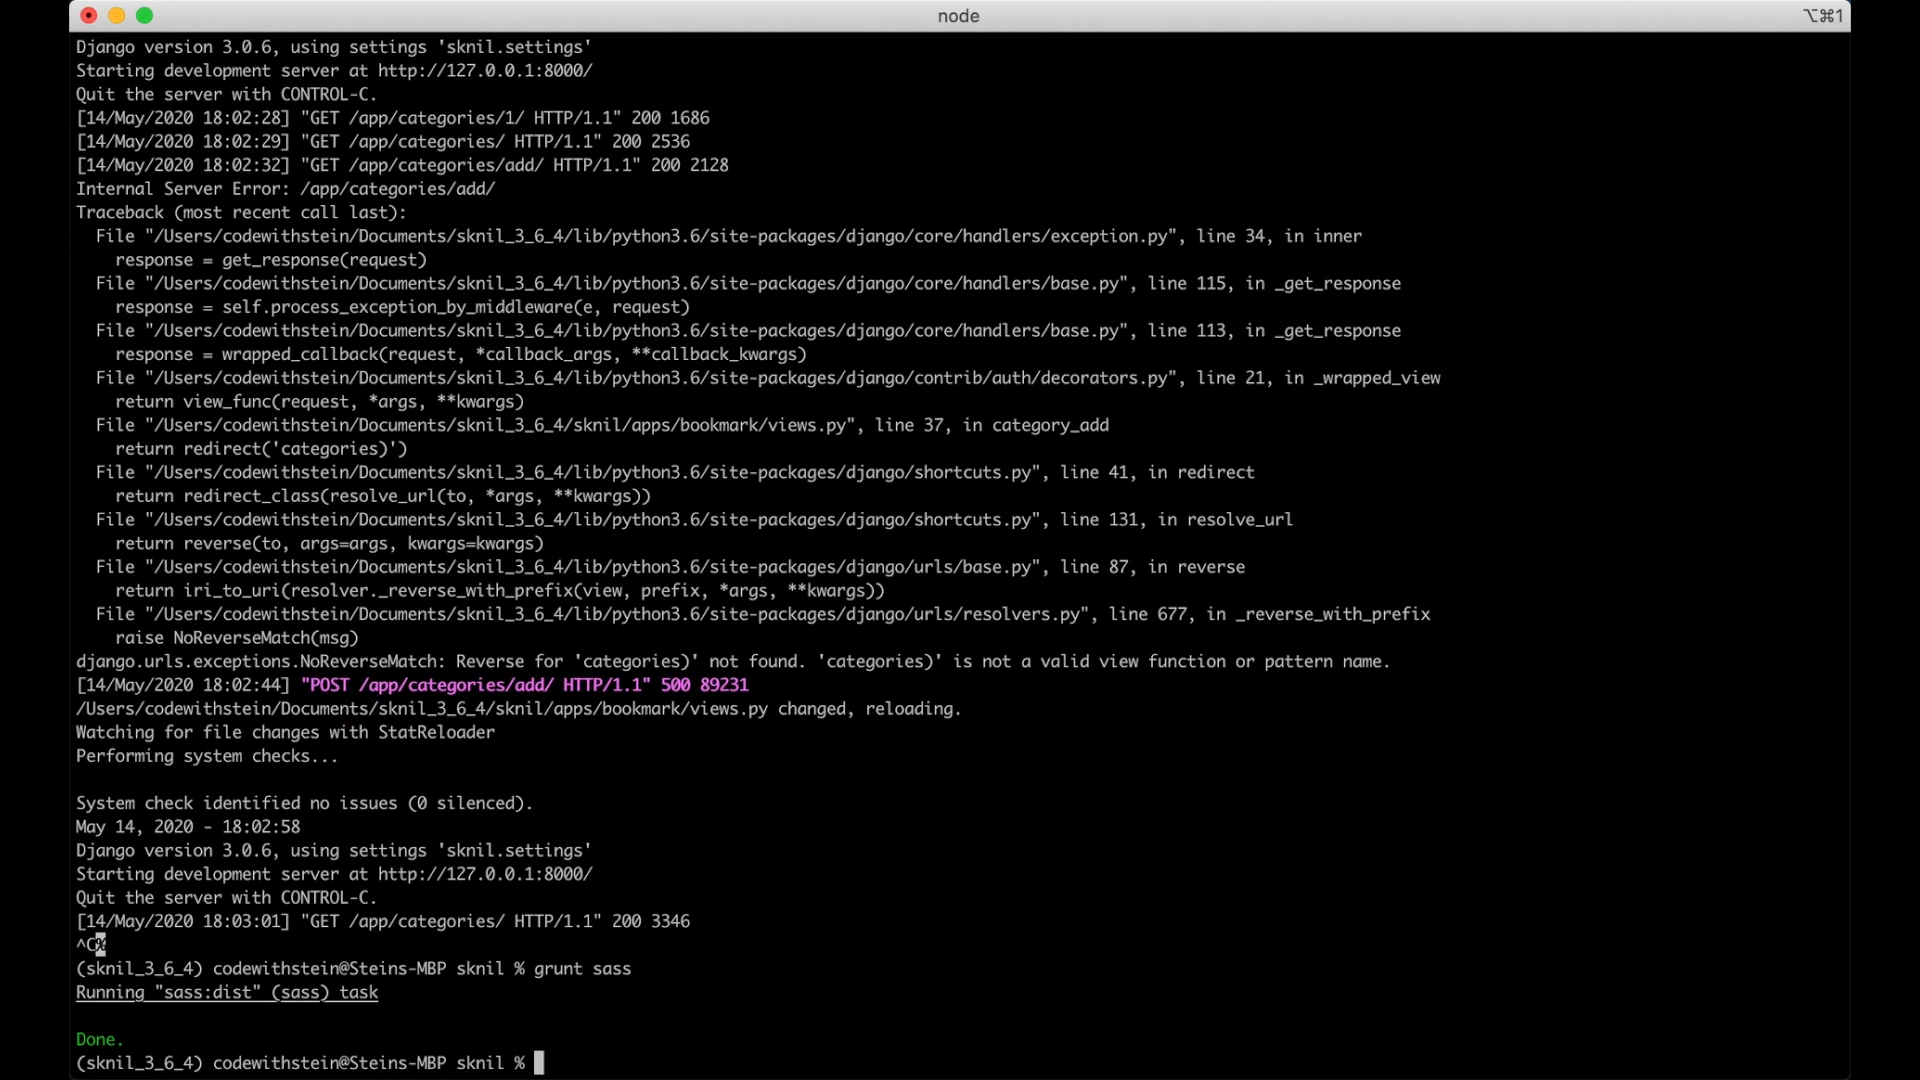 node
⌥⌘1
Django version 3.0.6, using settings 'sknil.settings'
Starting development server at http://127.0.0.1:8000/
Quit the server with CONTROL-C.
[14/May/2020 18:02:28] "GET /app/categories/1/ HTTP/1.1" 200 1686
[14/May/2020 18:02:29] "GET /app/categories/ HTTP/1.1" 200 2536
[14/May/2020 18:02:32] "GET /app/categories/add/ HTTP/1.1" 200 2128
Internal Server Error: /app/categories/add/
Traceback (most recent call last):
  File "/Users/codewithstein/Documents/sknil_3_6_4/lib/python3.6/site-packages/django/core/handlers/exception.py", line 34, in inner
    response = get_response(request)
  File "/Users/codewithstein/Documents/sknil_3_6_4/lib/python3.6/site-packages/django/core/handlers/base.py", line 115, in _get_response
    response = self.process_exception_by_middleware(e, request)
  File "/Users/codewithstein/Documents/sknil_3_6_4/lib/python3.6/site-packages/django/core/handlers/base.py", line 113, in _get_response
    response = wrapped_callback(request, *callback_args, **callback_kwargs)
  File "/Users/codewithstein/Documents/sknil_3_6_4/lib/python3.6/site-packages/django/contrib/auth/decorators.py", line 21, in _wrapped_view
    return view_func(request, *args, **kwargs)
  File "/Users/codewithstein/Documents/sknil_3_6_4/sknil/apps/bookmark/views.py", line 37, in category_add
    return redirect('categories)')
  File "/Users/codewithstein/Documents/sknil_3_6_4/lib/python3.6/site-packages/django/shortcuts.py", line 41, in redirect
    return redirect_class(resolve_url(to, *args, **kwargs))
  File "/Users/codewithstein/Documents/sknil_3_6_4/lib/python3.6/site-packages/django/shortcuts.py", line 131, in resolve_url
    return reverse(to, args=args, kwargs=kwargs)
  File "/Users/codewithstein/Documents/sknil_3_6_4/lib/python3.6/site-packages/django/urls/base.py", line 87, in reverse
    return iri_to_uri(resolver._reverse_with_prefix(view, prefix, *args, **kwargs))
  File "/Users/codewithstein/Documents/sknil_3_6_4/lib/python3.6/site-packages/django/urls/resolvers.py", line 677, in _reverse_with_prefix
    raise NoReverseMatch(msg)
django.urls.exceptions.NoReverseMatch: Reverse for 'categories)' not found. 'categories)' is not a valid view function or pattern name.
[14/May/2020 18:02:44] "POST /app/categories/add/ HTTP/1.1" 500 89231
/Users/codewithstein/Documents/sknil_3_6_4/sknil/apps/bookmark/views.py changed, reloading.
Watching for file changes with StatReloader
Performing system checks...
System check identified no issues (0 silenced).
May 14, 2020 - 18:02:58
Django version 3.0.6, using settings 'sknil.settings'
Starting development server at http://127.0.0.1:8000/
Quit the server with CONTROL-C.
[14/May/2020 18:03:01] "GET /app/categories/ HTTP/1.1" 200 3346
^C%
(sknil_3_6_4) codewithstein@Steins-MBP sknil % grunt sass
Running "sass:dist" (sass) task
Done.
(sknil_3_6_4) codewithstein@Steins-MBP sknil %